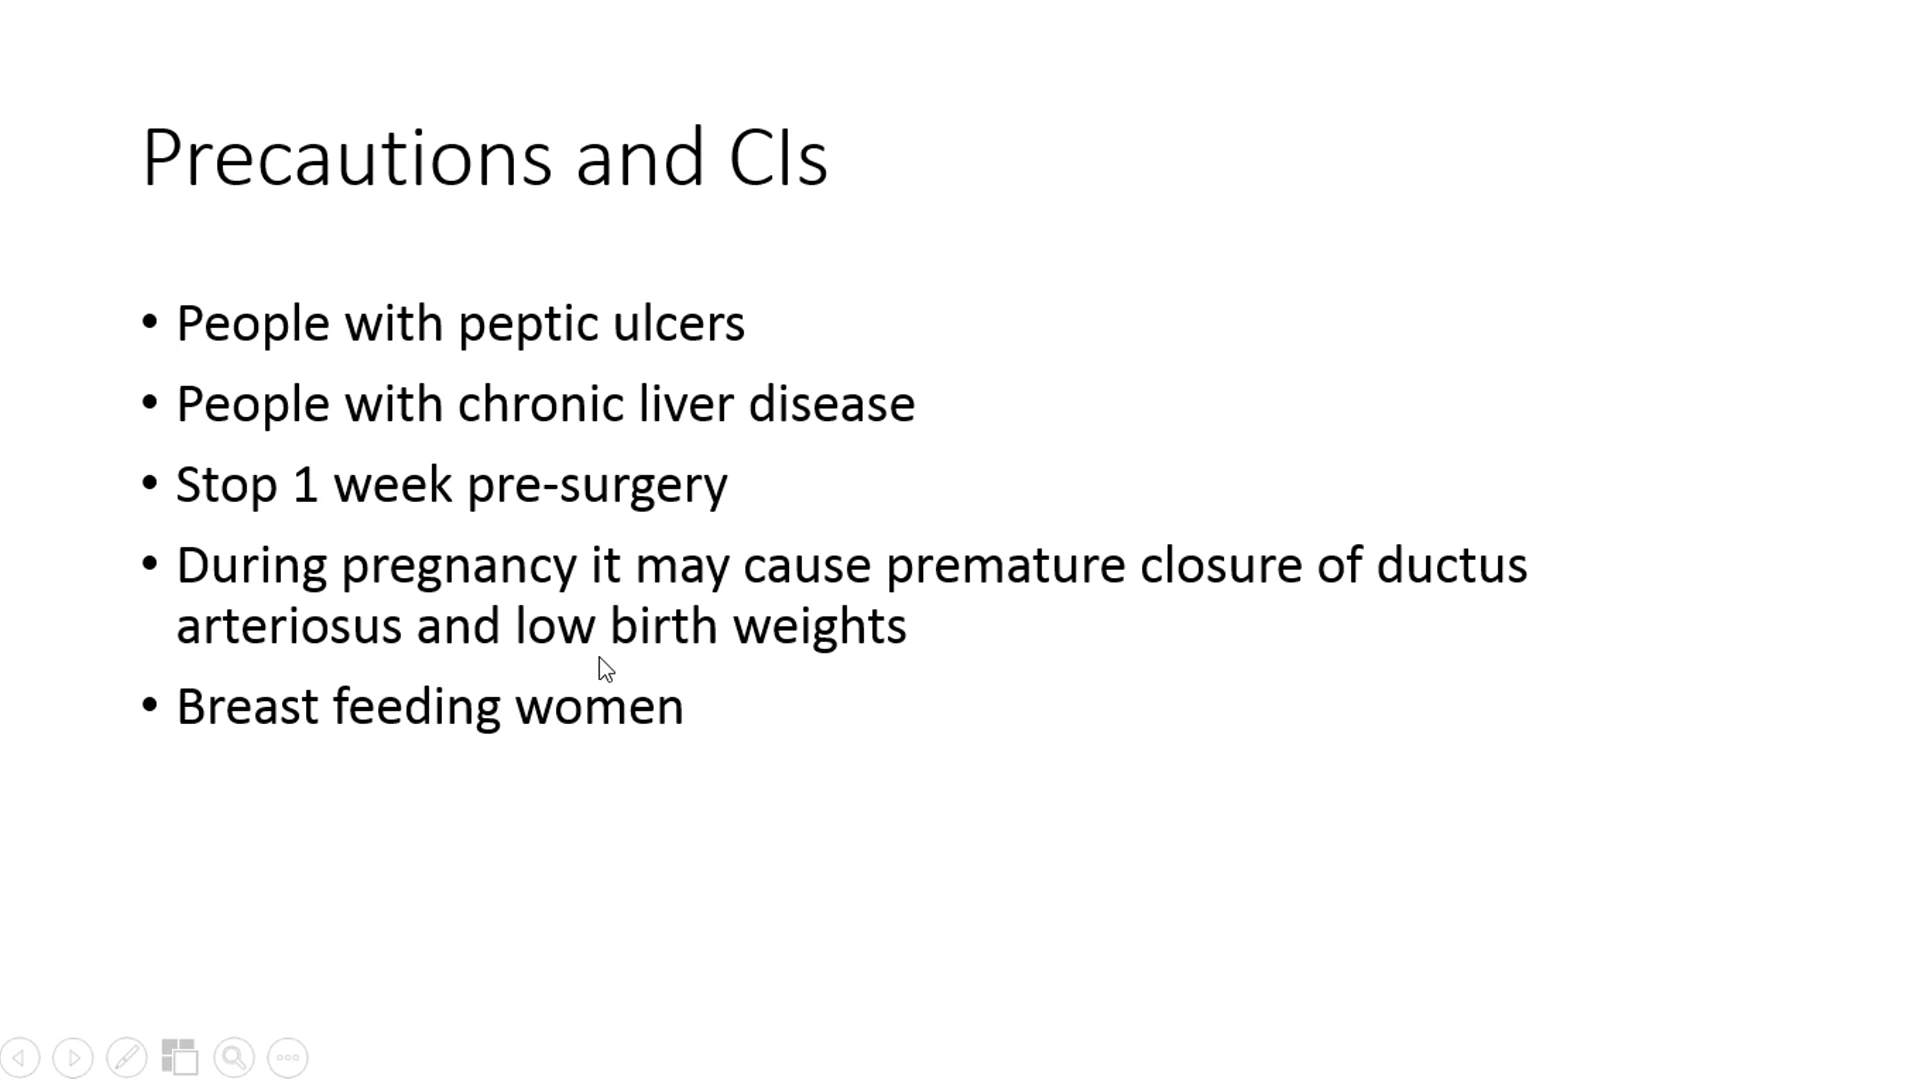 Precautions and CIs
• People with peptic ulcers
• People with chronic liver disease
• Stop 1 week pre-surgery
• During pregnancy it may cause premature closure of ductus
arteriosus and low birth weights
• Breast feeding women